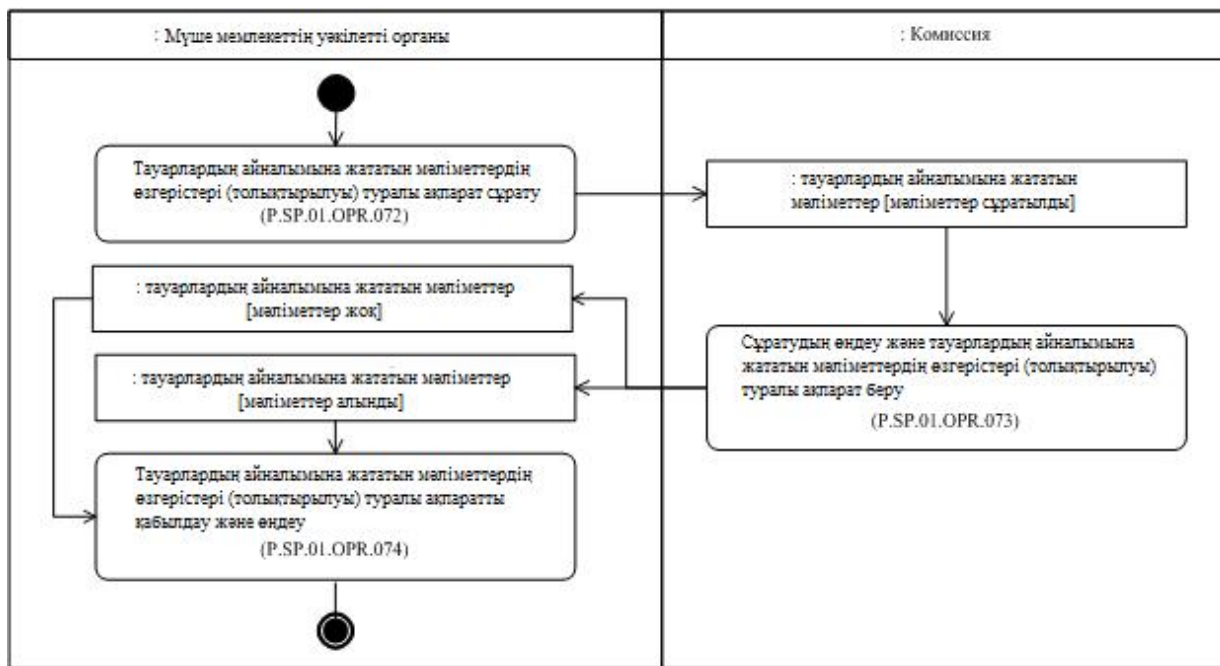 : Мүше мемлекеттің уәкілетті органы
: Комиссия
Тауарлардың айналымына жататын мәліметтердің
өзгерістері (толықтырылуы) туралы ақпарат сұрату
(P.SP.01.OPR.072)
: тауарлардың айналымына жататын
мәліметтер [мәліметтер сұратылды]
: тауарлардың айналымына жататын мәліметтер
[мәліметтер жоқ]
Сұратудың өңдеу және тауарлардың айналымына
жататын мәліметтердің өзгерістері (толықтырылуы)
туралы ақпарат беру
(P.SP.01.OPR.073)
: тауарлардың айналымына жататын мәліметтер
[мәліметтер алынды]
Тауарлардың айналымына жататын мәліметтердің
өзгерістері (толықтырылуы) туралы ақпаратты
қабылдау және өңдеу
(P.SP.01.OPR.074)